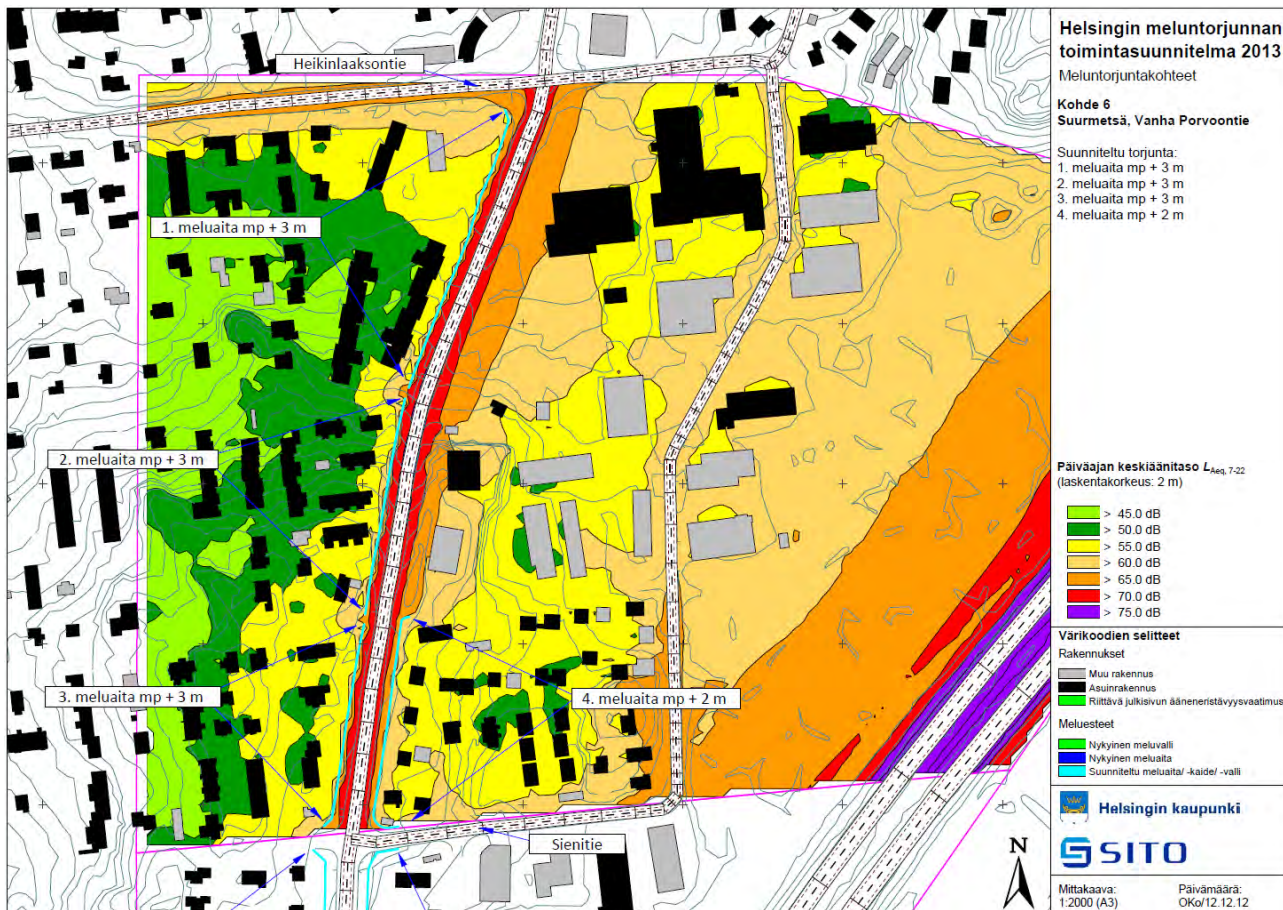 Heikinlaaksontie
1. meluaita mp + 3 m
2. meluaita mp + 3 m
3. meluaita mp + 3 m
4. meluaita mp + 2 m
Sienitie
Helsingin meluntorjunnan
toimintasuunnitelma 2013
Meluntorjuntakohteet
Kohde 6
Suurmetsä, Vanha Porvoontie
Suunniteltu torjunta:
1. meluaita mp + 3 m
2. meluaita mp + 3 m
3. meluaita mp + 3 m
4. meluaita mp + 2 m
Päiväajan keskiäänitaso LAeq, 7-22
(laskentakorkeus: 2 m)
> 45.0 dB
> 50.0 dB
> 55.0 dB
> 60.0 dB
> 65.0 dB
> 70.0 dB
> 75.0 dB
Värikoodien selitteet
Rakennukset
Muu rakennus
Asuinrakennus
Riittävä julkisivun ääneneristävyysvaatimus
Meluesteet
Nykyinen meluvalli
Nykyinen meluaita
Suunniteltu meluaita/ -kaide/ -valli
Helsingin kaupunki
SITO
N
Mittakaava: Päivämäärä:
1:2000 (A3) OKo/12.12.12